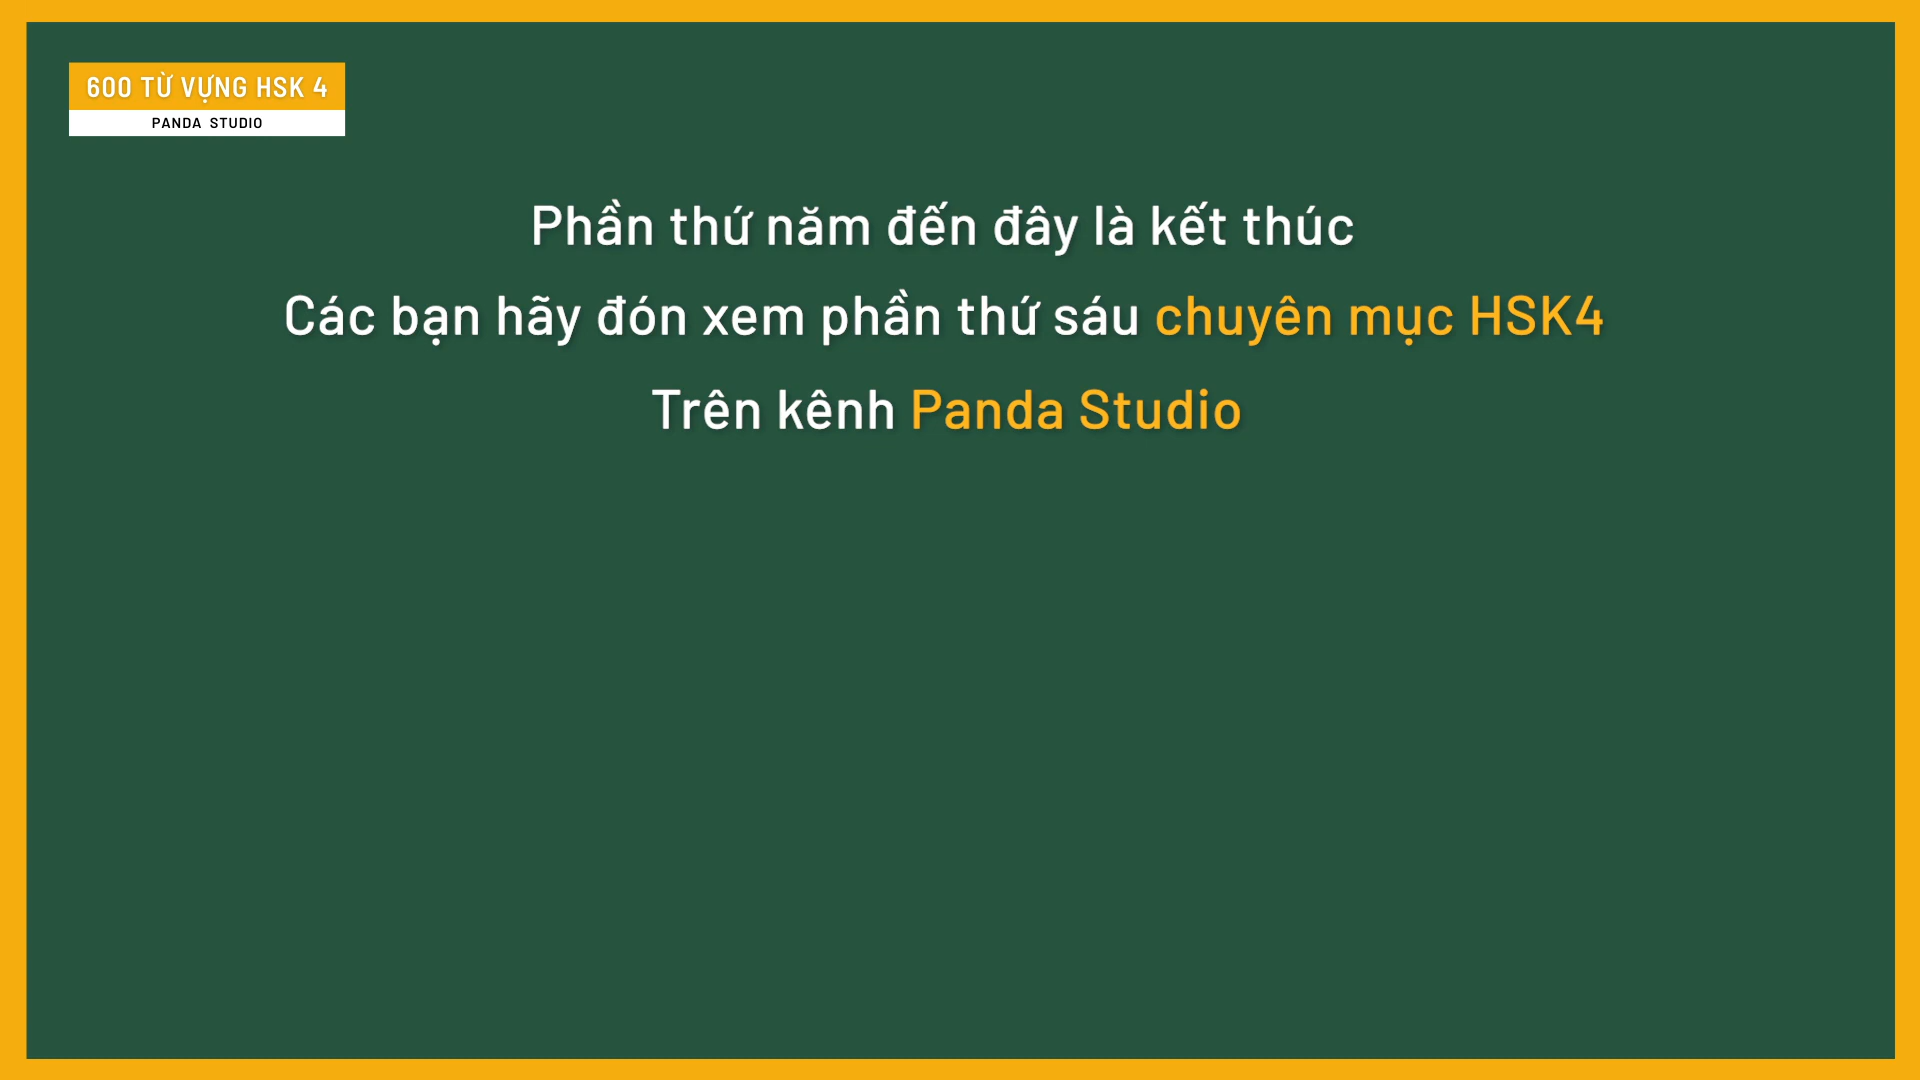 600 TỪ VỰNG HSK 4
PANDA STUDIO
Phần thứ năm đến đây là kết thúc
Các bạn hãy đón xem phần thứ sáu chuyên mục HSK4
Trên kênh Panda Studio